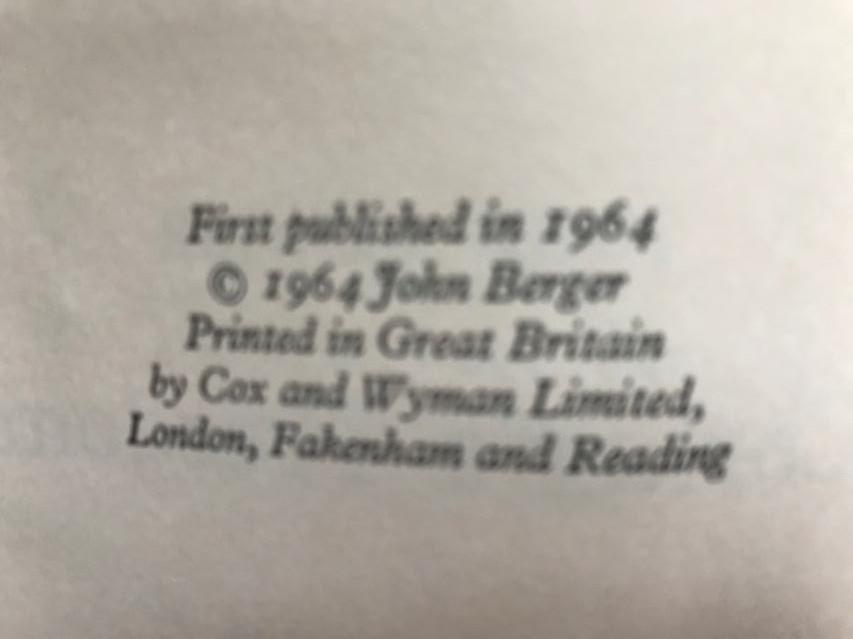 First published in 1964
© 1964 John Berger
Printed in Great Britain
by Cox and Wyman Limited,
London, Fakenham and Reading